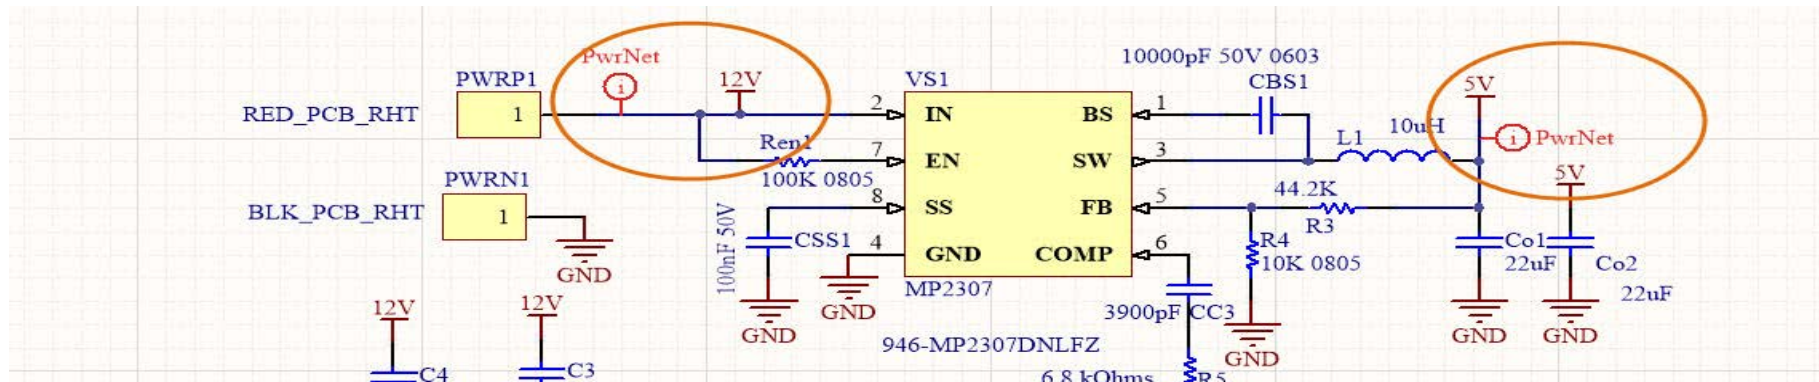 10000pF 50V 0603
PwrNet
PWRP1
12V
VS1
CBS1
5V
RED_PCB_RHT
1
2
IN
BS
1
10uH
L1
PwrNet
Ren1
7
EN
SW
3
PWRN1
100K 0805
5V
BLK_PCB_RHT
1
8
SS
FB
5
44.2K
R3
100nF 50V
CSS1
4
GND
COMP
6
R4
10K 0805
Co1
22uF
Co2
22uF
GND
MP2307
12V
12V
GND
GND
3900pF
CC3
GND
GND
GND
946-MP2307DNLFZ
GND
C4
C3
6.8 kOhms
R5